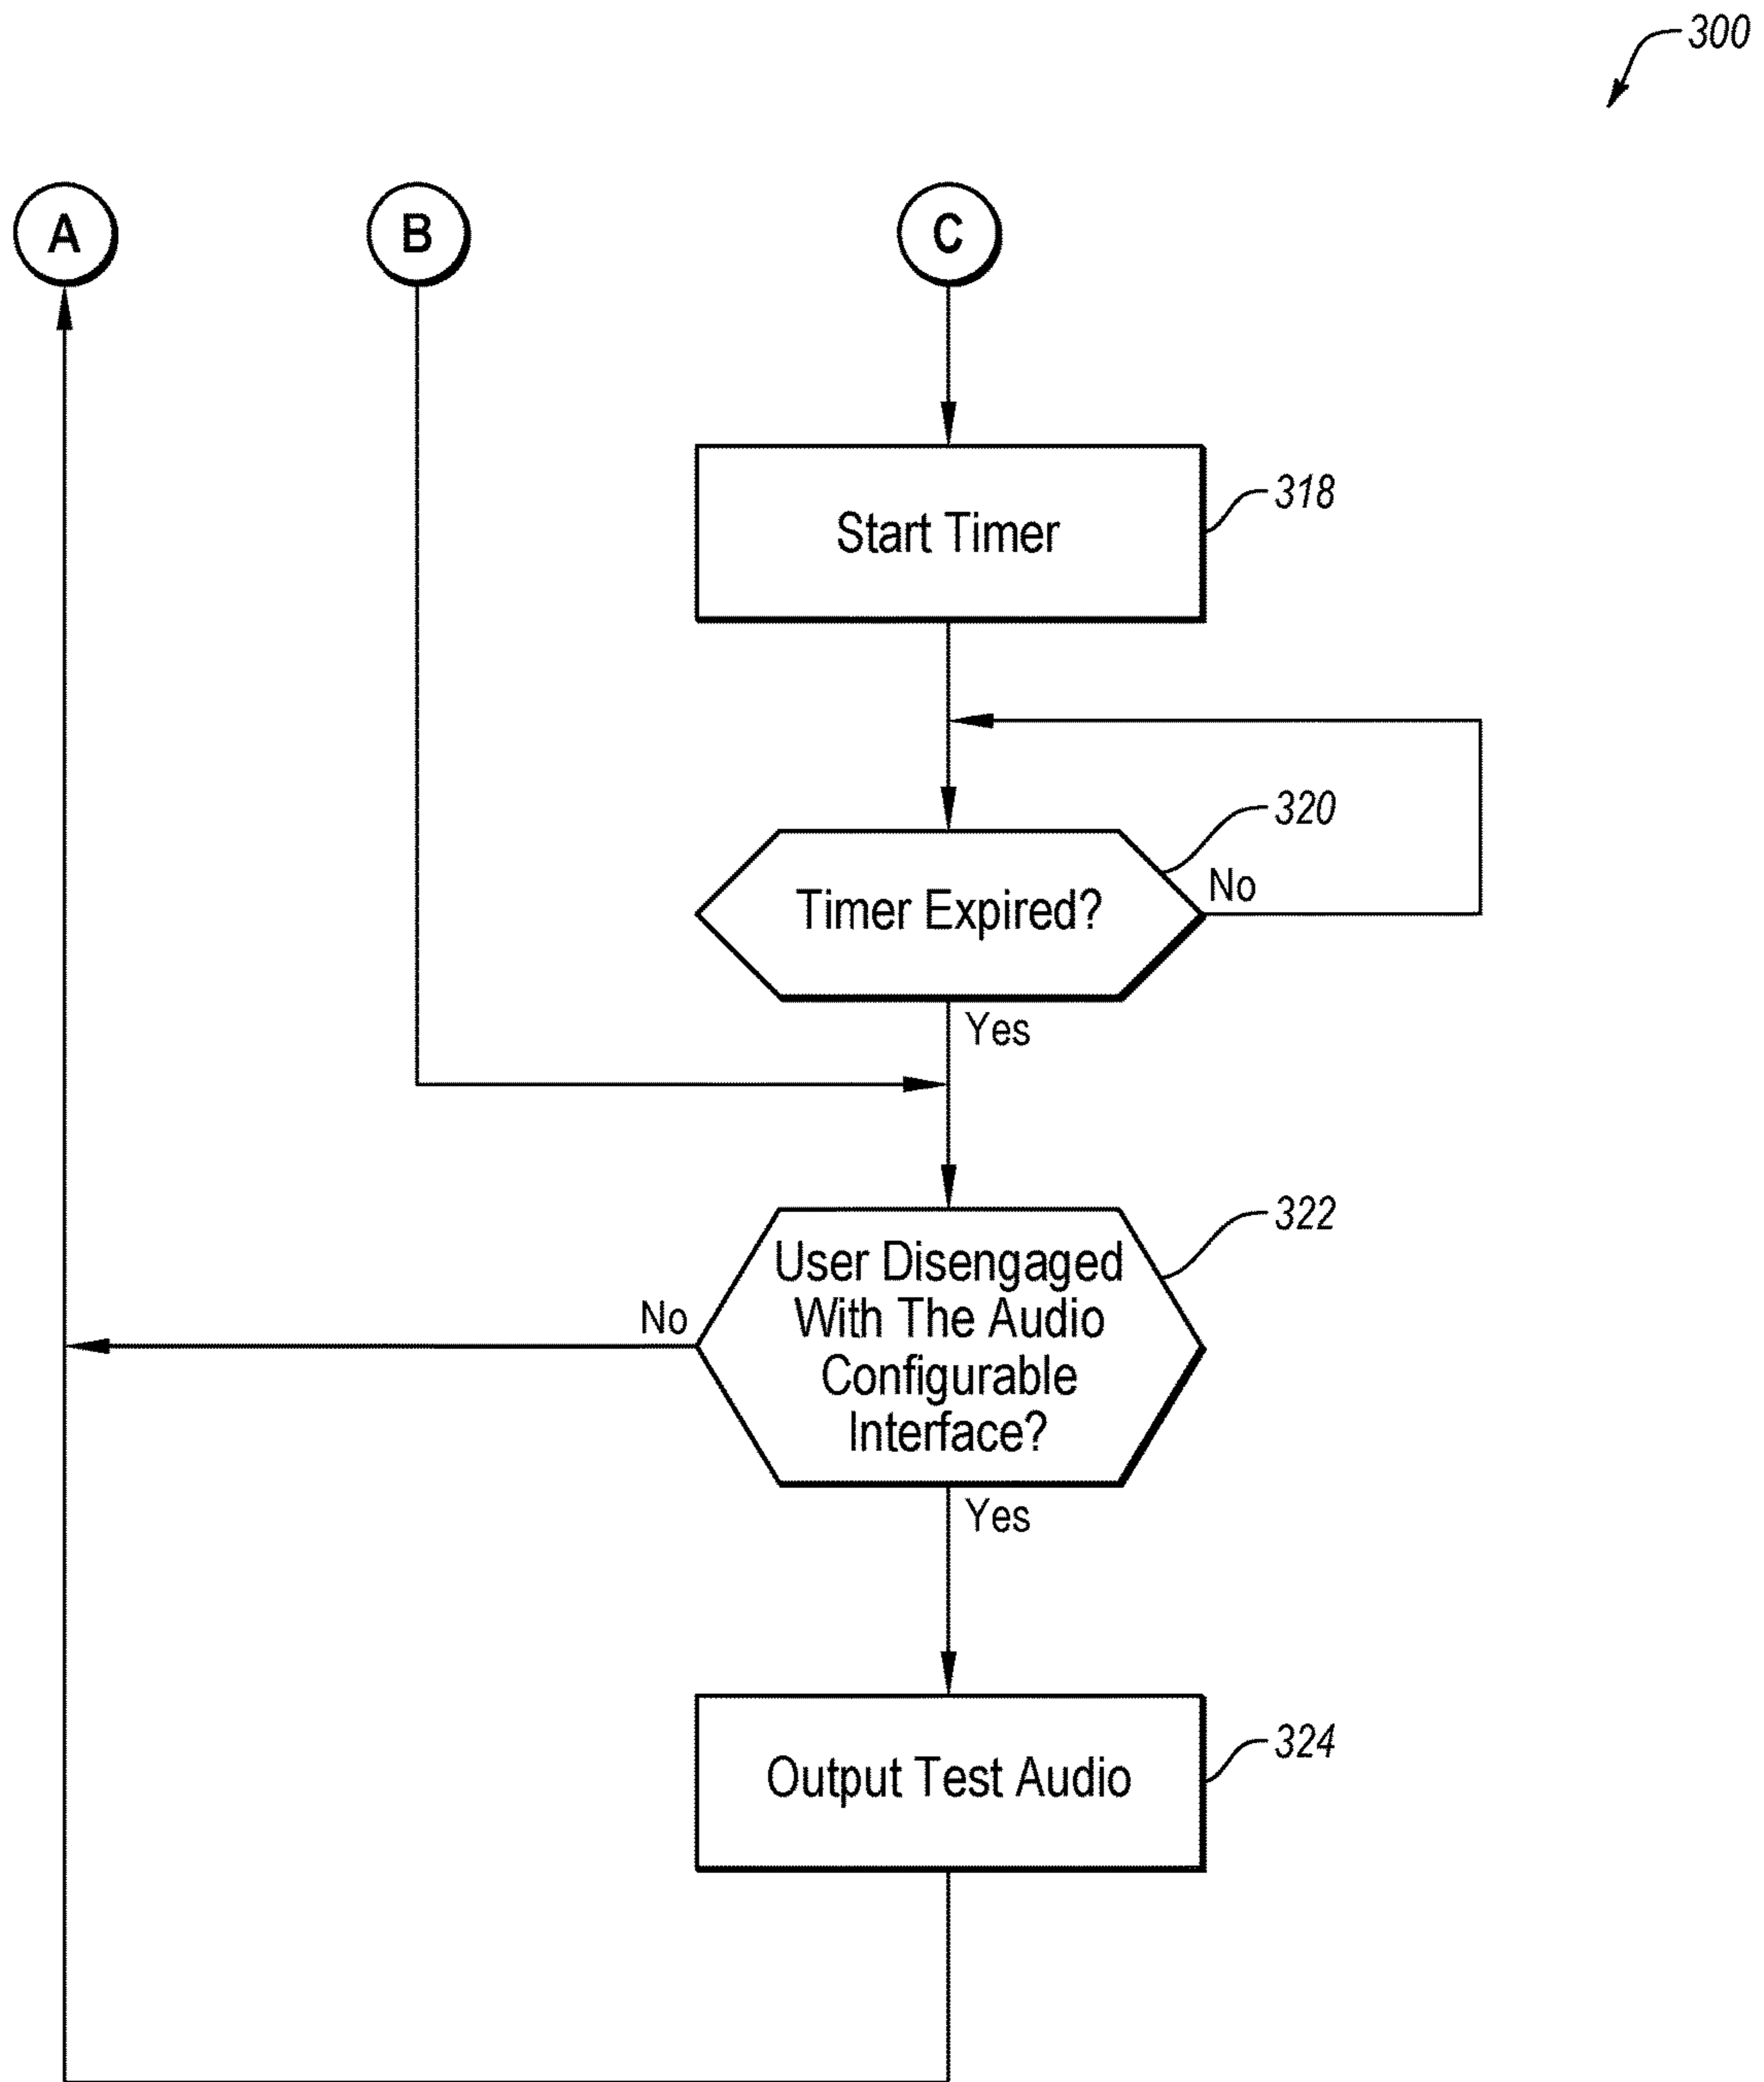 300
A
B
C
318
Start Timer
320
Timer Expired?
No
Yes
322
User Disengaged
With The Audio
Configurable
Interface?
No
Yes
324
Output Test Audio